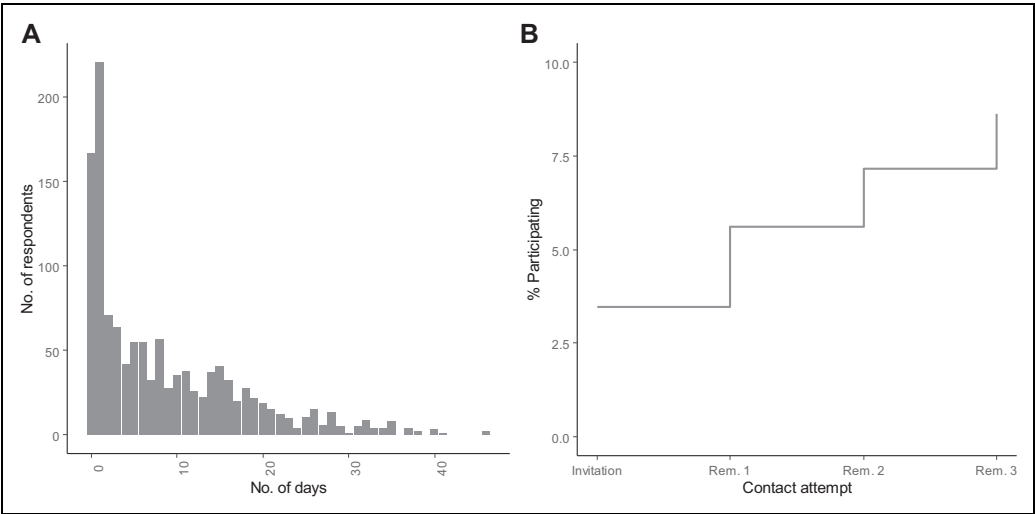 A
No. of respondents
200
150
100
50
0
0
10
20
30
40
No. of days
B
% Participating
10.0
7.5
5.0
2.5
0.0
Invitation
Rem. 1
Rem. 2
Rem. 3
Contact attempt